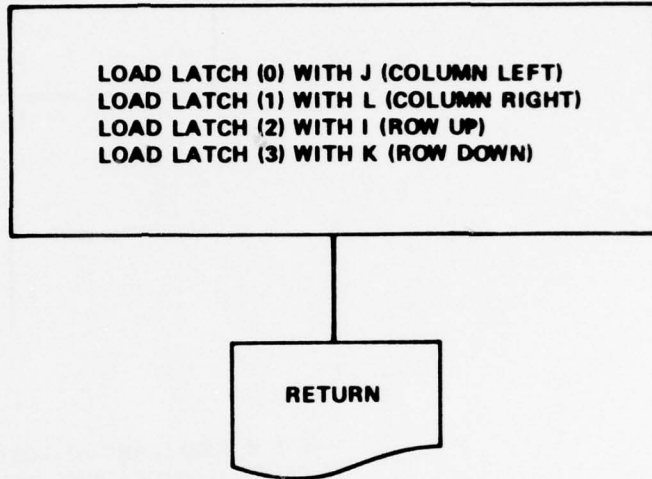 LOAD LATCH (0) WITH J (COLUMN LEFT)
LOAD LATCH (1) WITH L (COLUMN RIGHT)
LOAD LATCH (2) WITH I (ROW UP)
LOAD LATCH (3) WITH K (ROW DOWN)
RETURN